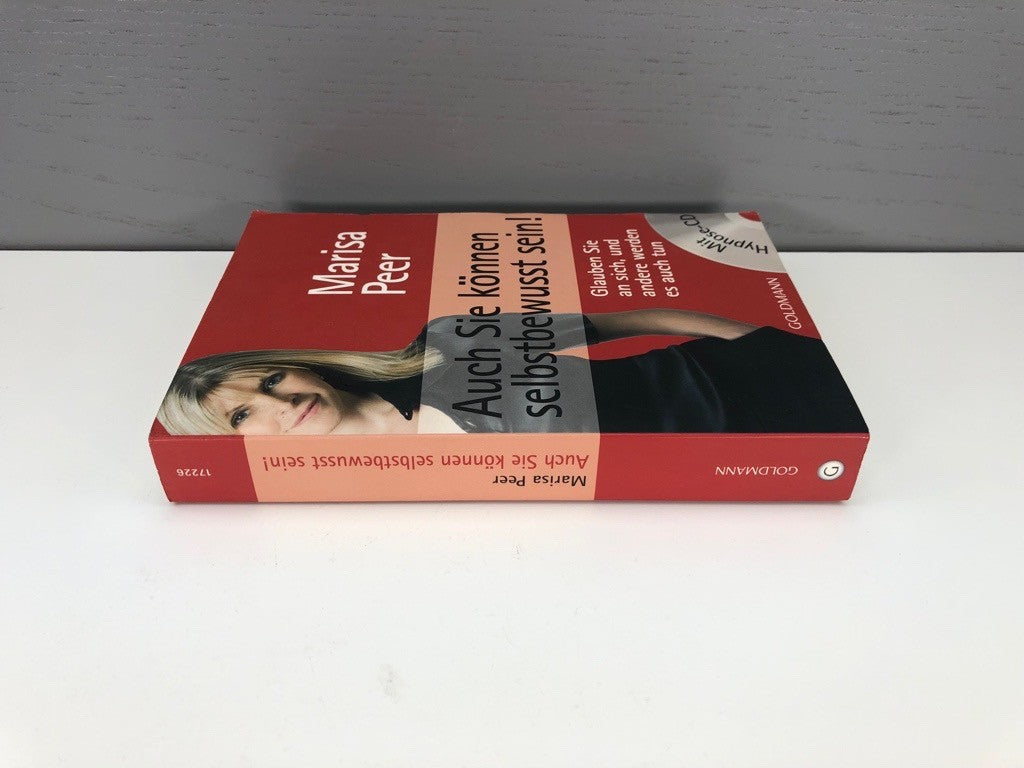 Marisa
Peer
Auch Sie können
selbstbewusst sein!
Glauben Sie
an sich, und
andere werden
es auch tun
Mit
Hypnose-CD
GOLDMANN
Marisa Peer
Auch Sie können selbstbewusst sein!
17226
GOLDMANN
G